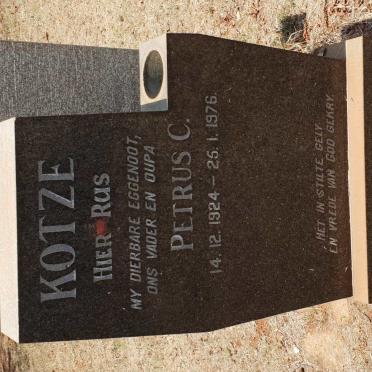 KOTZE
HIER RUS
MY DIERBARE EGGENOOT,
ONS VADER EN OUPA
PETRUS C.
14.12.1924 – 25.1.1976.
HET IN STILTE GELY
EN VREDE VAN GOD GEKRY.